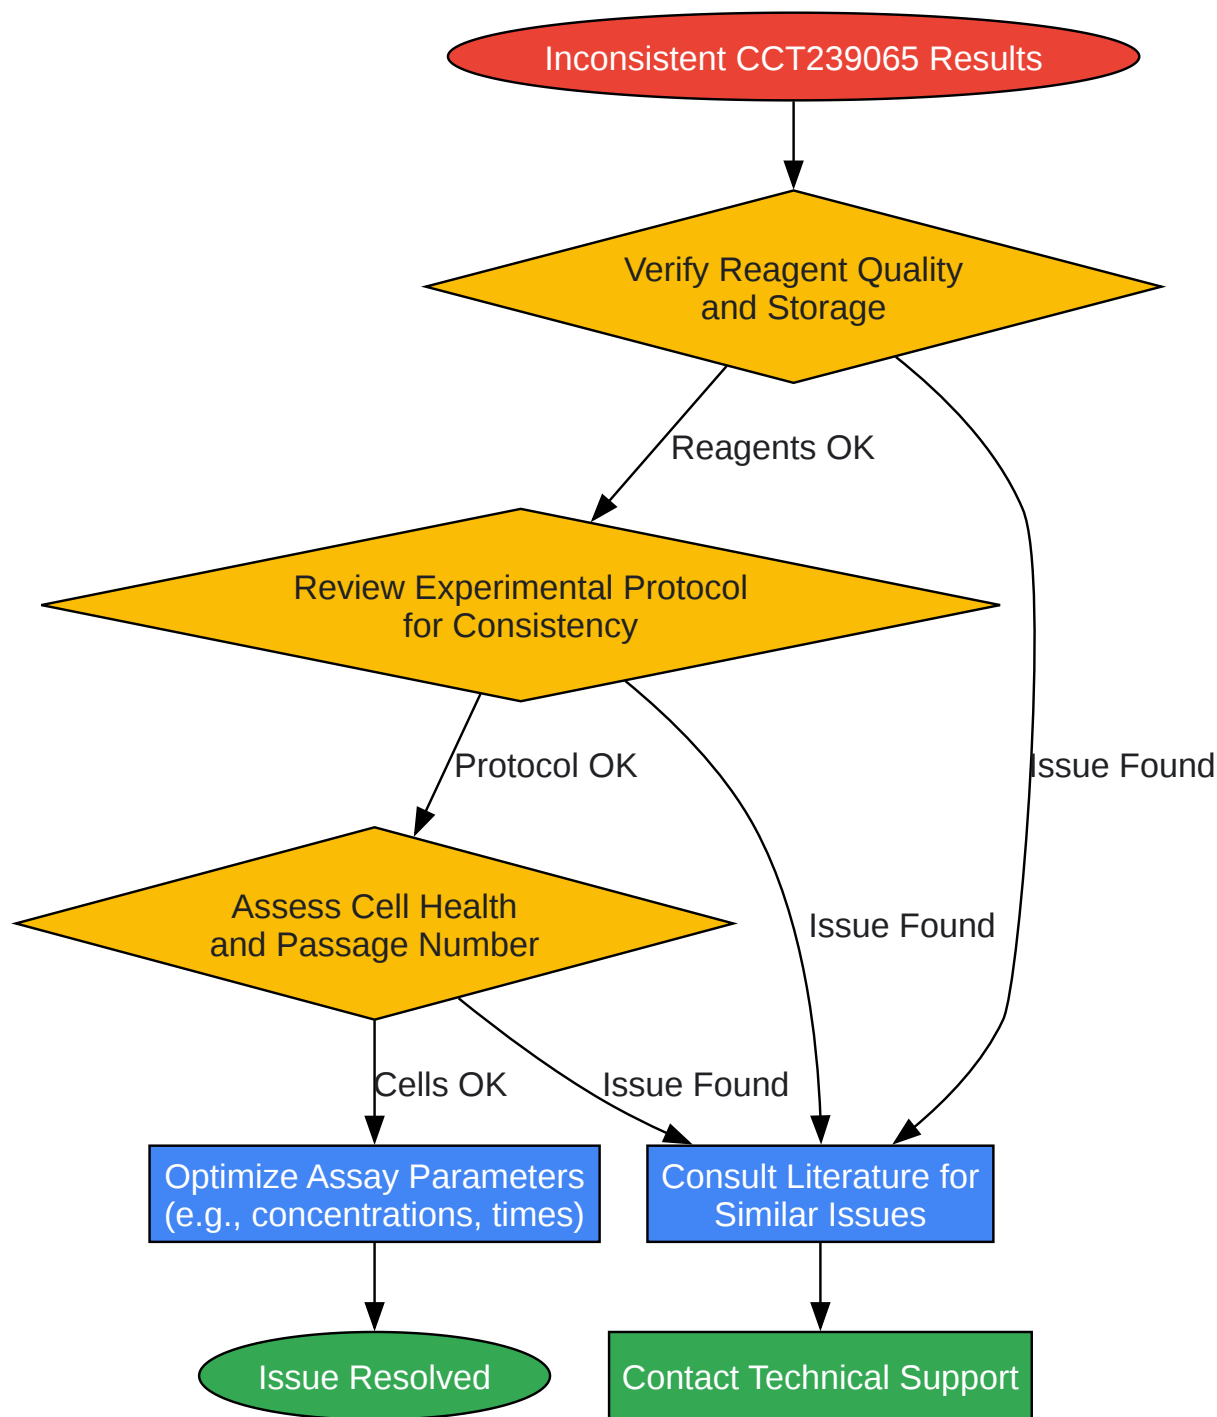 Inconsistent CCT239065 Results
Verify Reagent Quality
and Storage
Reagents OK
Review Experimental Protocol
for Consistency
Protocol OK
Issue Found
Assess Cell Health
and Passage Number
Issue Found
Cells OK
Issue Found
Optimize Assay Parameters
(e.g., concentrations, times)
Consult Literature for
Similar Issues
Issue Resolved
Contact Technical Support